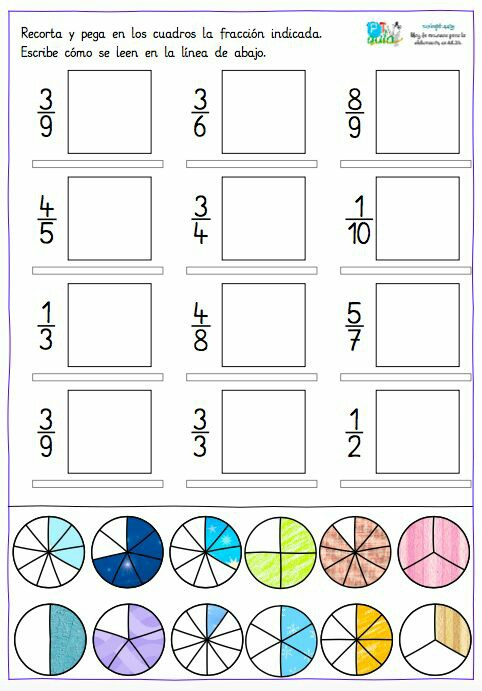 Recorta y pega en los cuadros la fracción indicada.
Escribe cómo se leen en la línea de abajo.
3/9 3/6 8/9
4/5 3/4 1/10
1/3 4/8 5/7
3/9 3/3 1/2